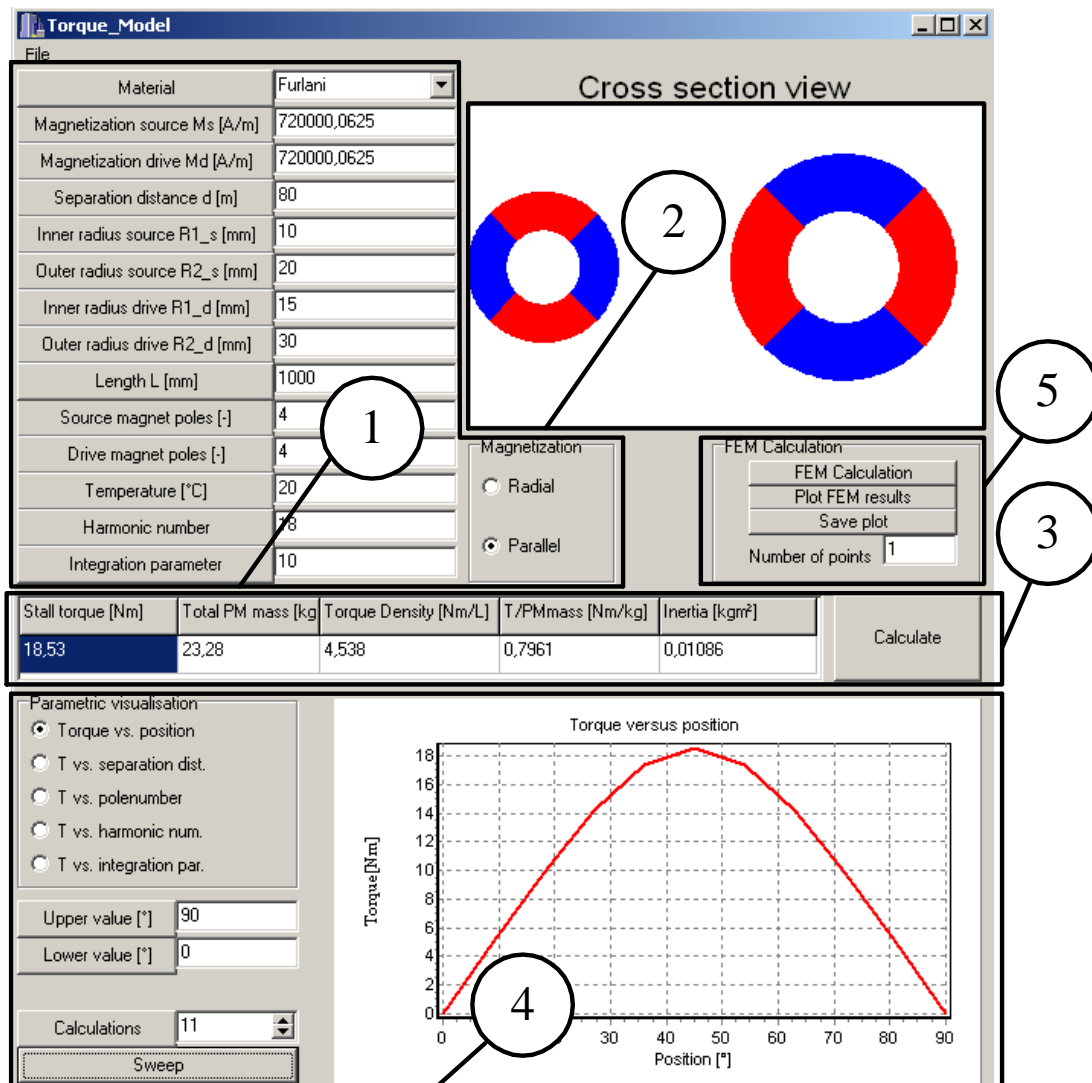 Torque_Model
File
Cross section view
Material Furlani
Magnetization source Ms [A/m] 720000,0625
Magnetization drive Md [A/m] 720000,0625
Separation distance d [m] 80
Inner radius source R1_s [mm] 10
Outer radius source R2_s [mm] 20
Inner radius drive R1_d [mm] 15
Outer radius drive R2_d [mm] 30
Length L [mm] 1000
Source magnet poles [-] 4
Drive magnet poles [-] 4
Temperature [°C] 20
Harmonic number 18
Integration parameter 10
1
2
Magnetization
Radial
Parallel
FEM Calculation
FEM Calculation
Plot FEM results
Save plot
Number of points 1
5
3
Stall torque [Nm] Total PM mass [kg Torque Density [Nm/L] T/PMmass [Nm/kg] Inertia [kgm²]
18,53 23,28 4,538 0,7961 0,01086
Calculate
Parametric visualisation
Torque vs. position
T vs. separation dist.
T vs. polenumber
T vs. harmonic num.
T vs. integration par.
Upper value [°] 90
Lower value [°] 0
Calculations 11
Sweep
Torque versus position
Torque[Nm]
18
16
14
12
10
8
6
4
2
0
0 30 40 50 60 70 80 90
Position [°]
4